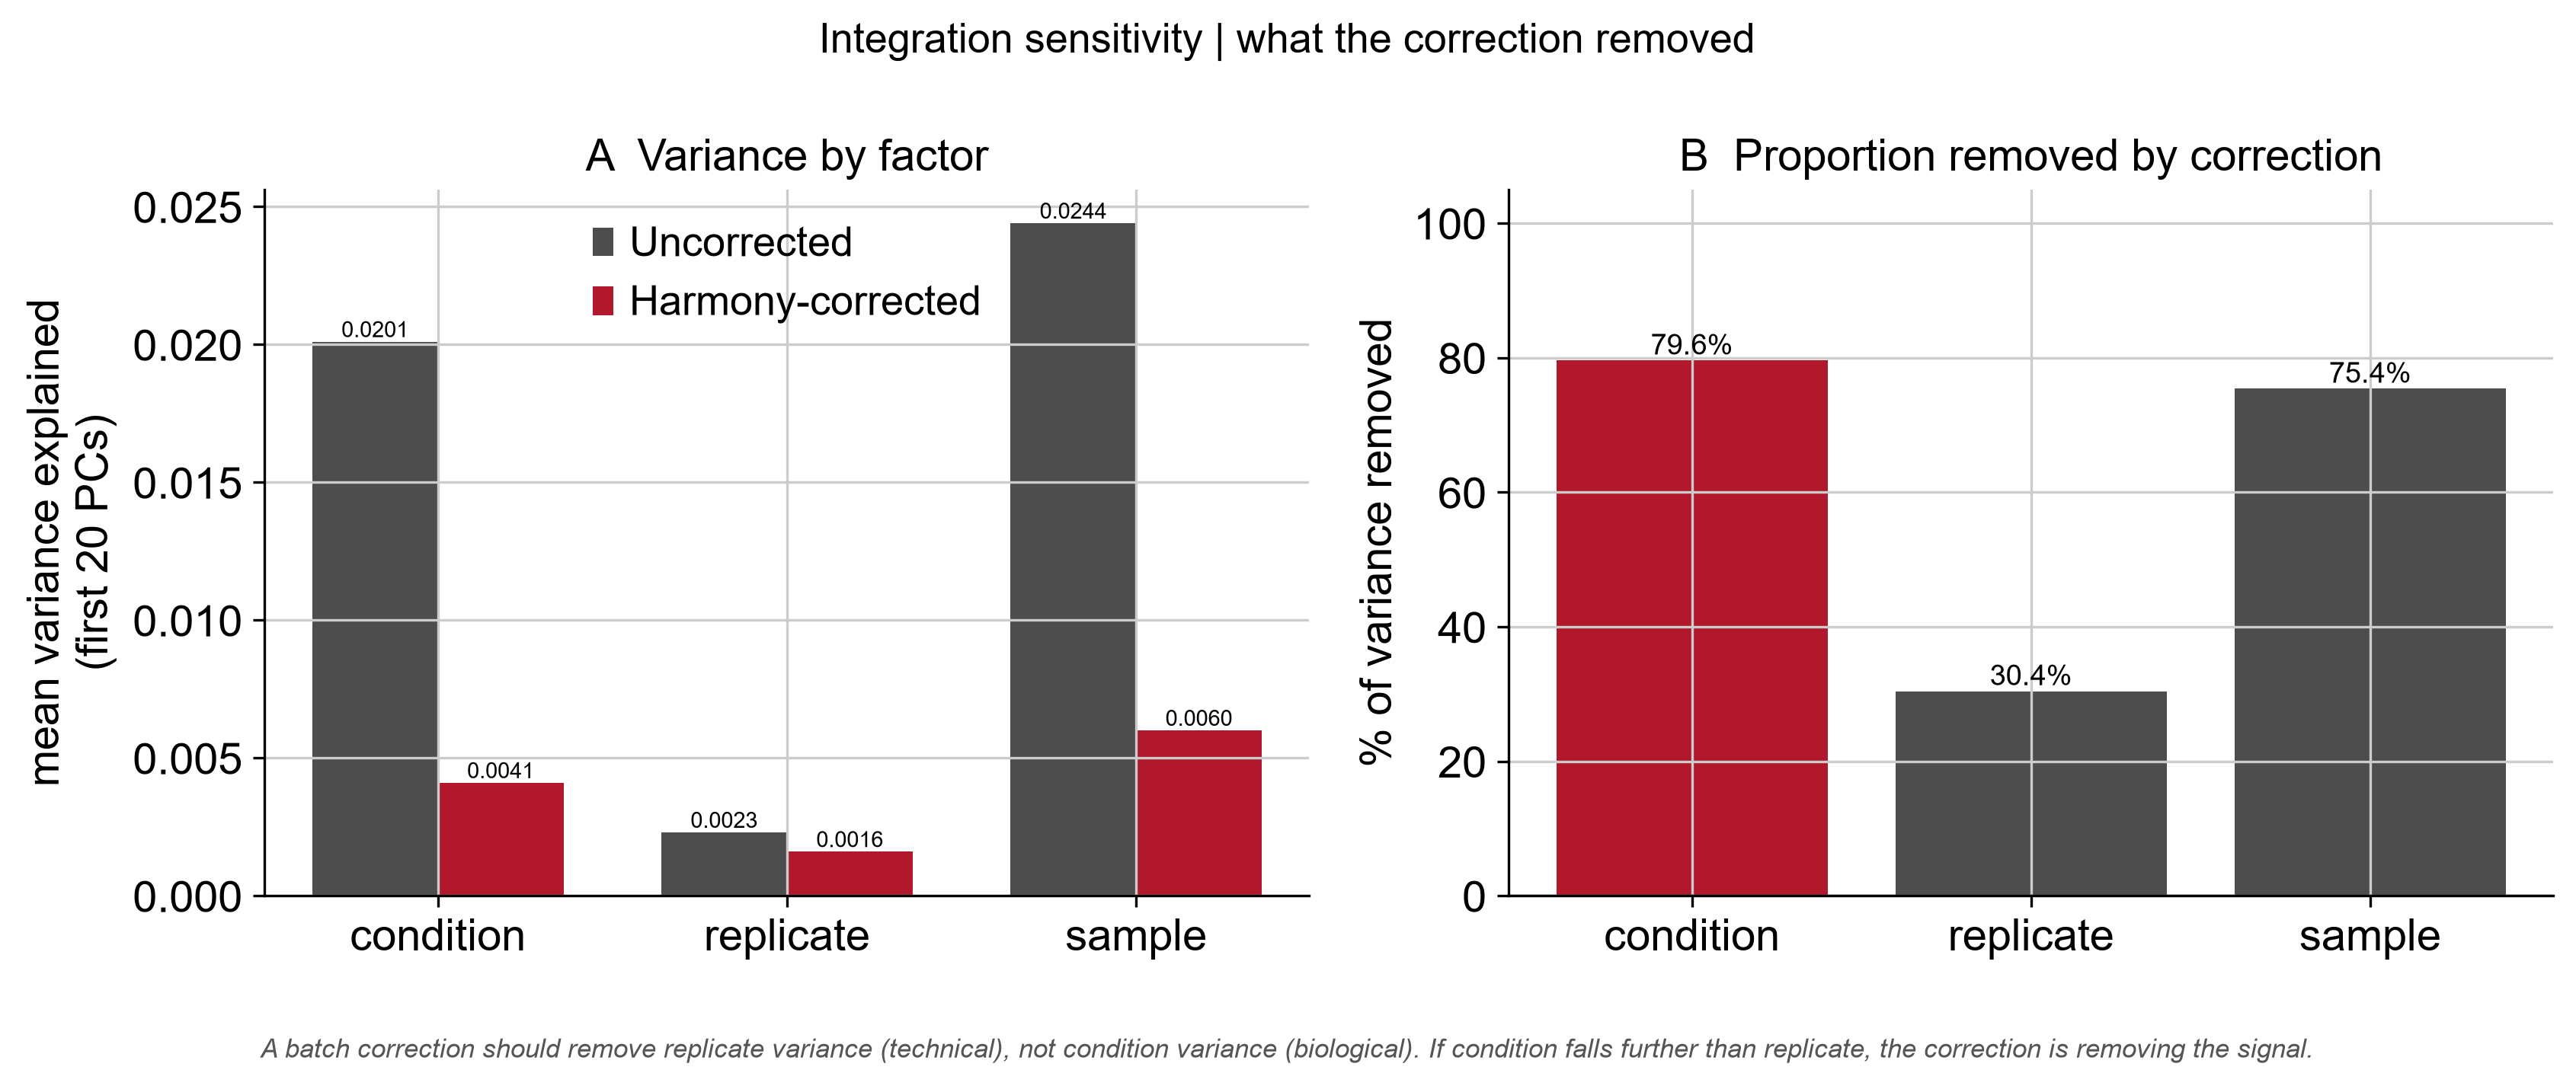 Integration sensitivity | what the correction removed
A  Variance by factor
mean variance explained
(first 20 PCs)
0.025
0.020
0.015
0.010
0.005
0.000
Uncorrected
Harmony-corrected
0.0201
0.0041
0.0023
0.0016
0.0244
0.0060
condition
replicate
sample
B  Proportion removed by correction
% of variance removed
100
80
60
40
20
0
79.6%
30.4%
75.4%
condition
replicate
sample
A batch correction should remove replicate variance (technical), not condition variance (biological). If condition falls further than replicate, the correction is removing the signal.